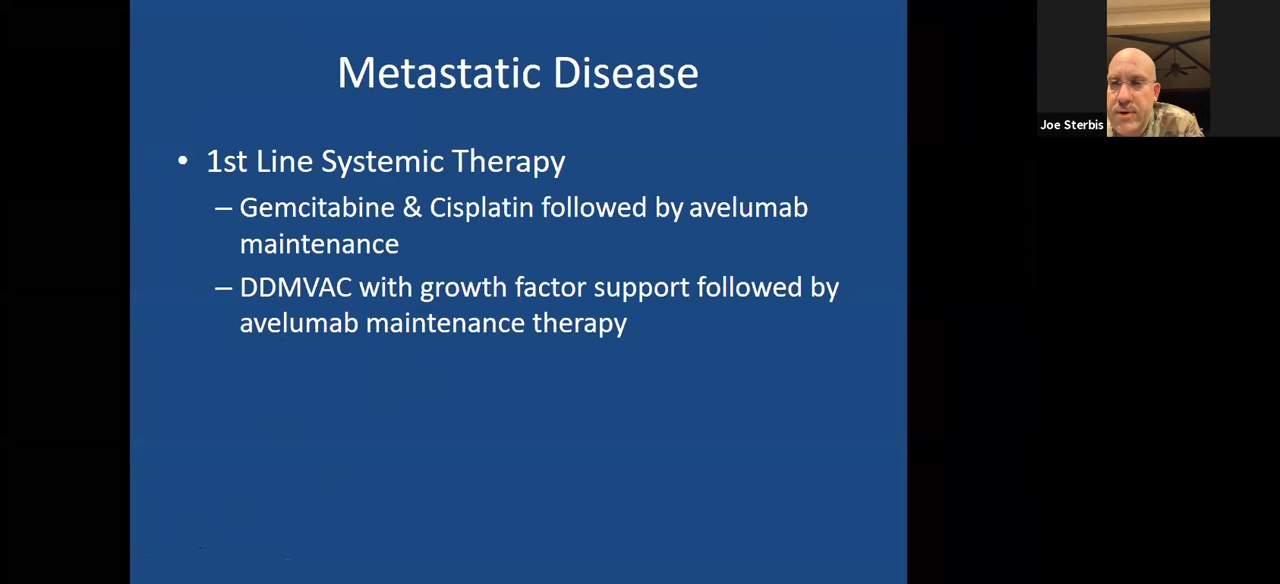 Metastatic Disease
• 1st Line Systemic Therapy
– Gemcitabine & Cisplatin followed by avelumab
maintenance
– DDMVAC with growth factor support followed by
avelumab maintenance therapy
Joe Sterbis